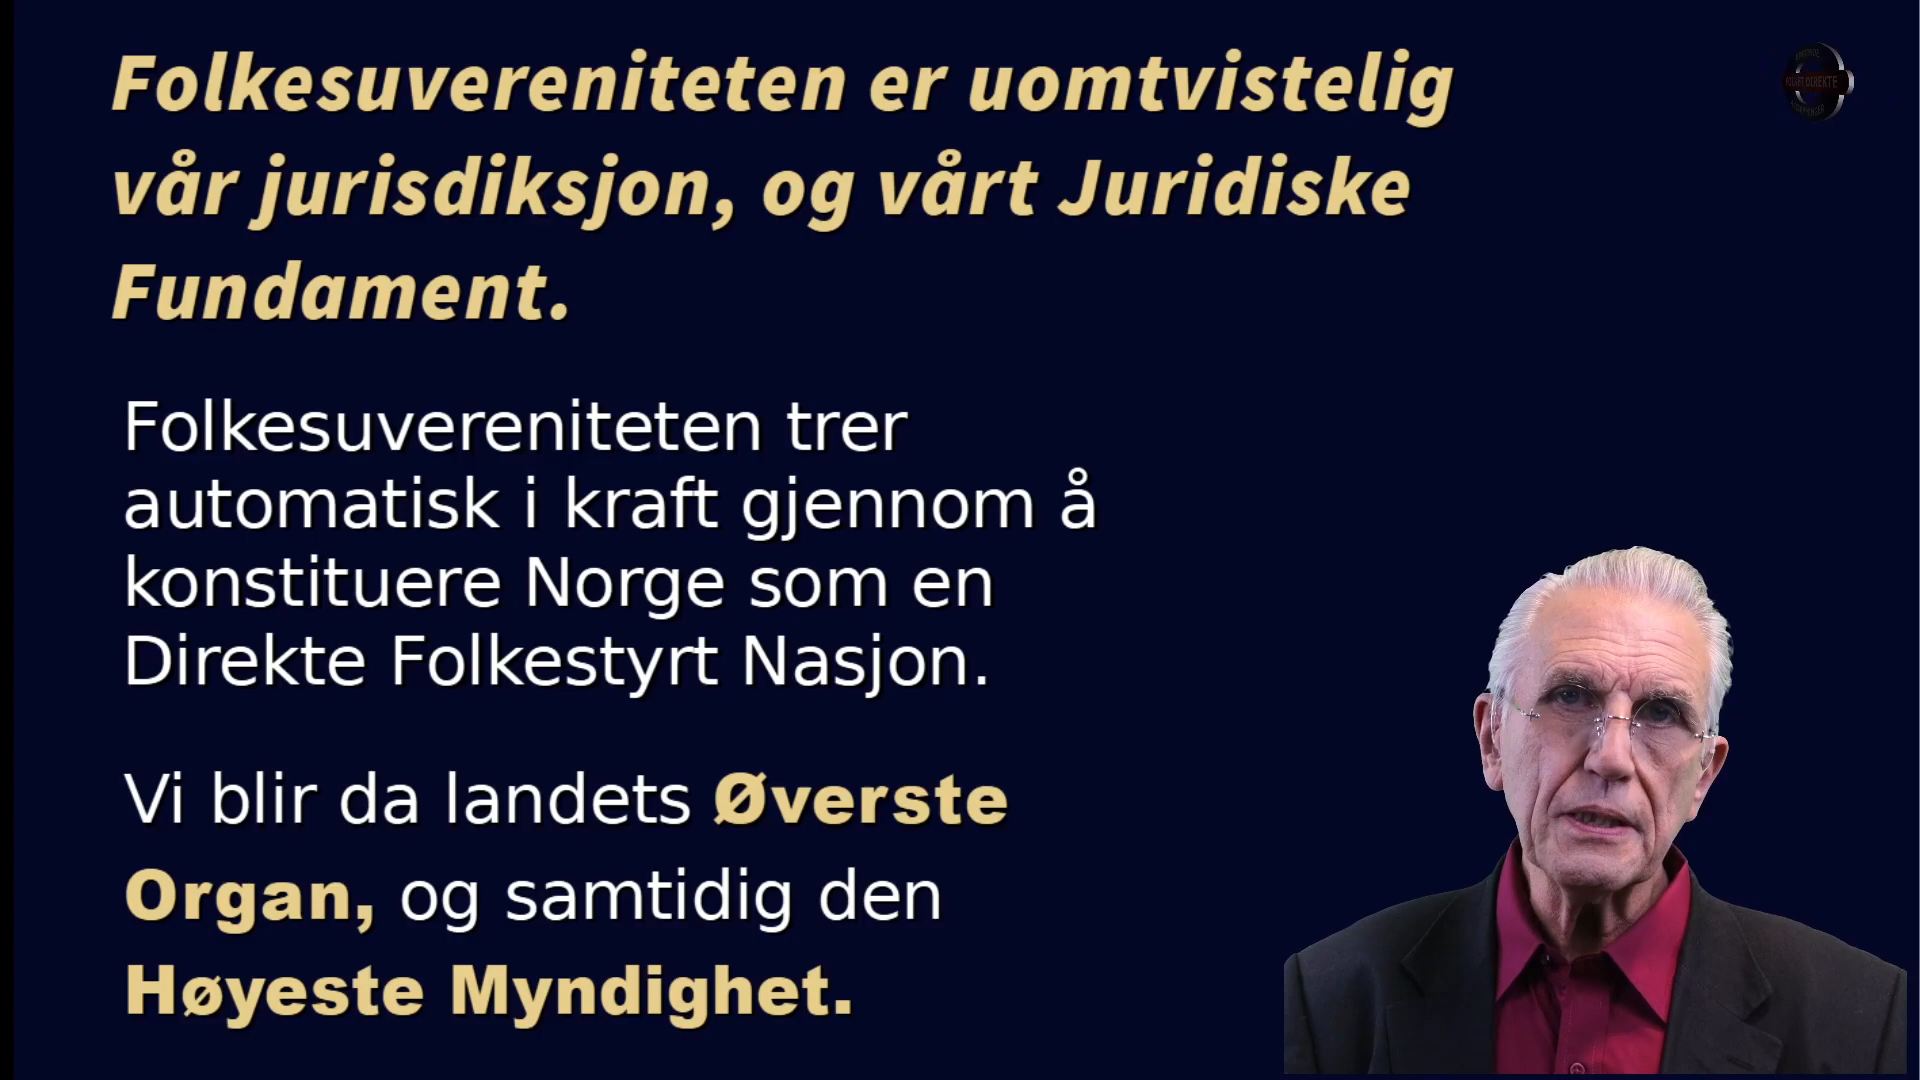 Folkesuvereniteten er uomtvistelig
vår jurisdiksjon, og vårt Juridiske
Fundament.
Folkesuvereniteten trer
automatisk i kraft gjennom å
konstituere Norge som en
Direkte Folkestyrt Nasjon.
Vi blir da landets Øverste
Organ, og samtidig den
Høyeste Myndighet.